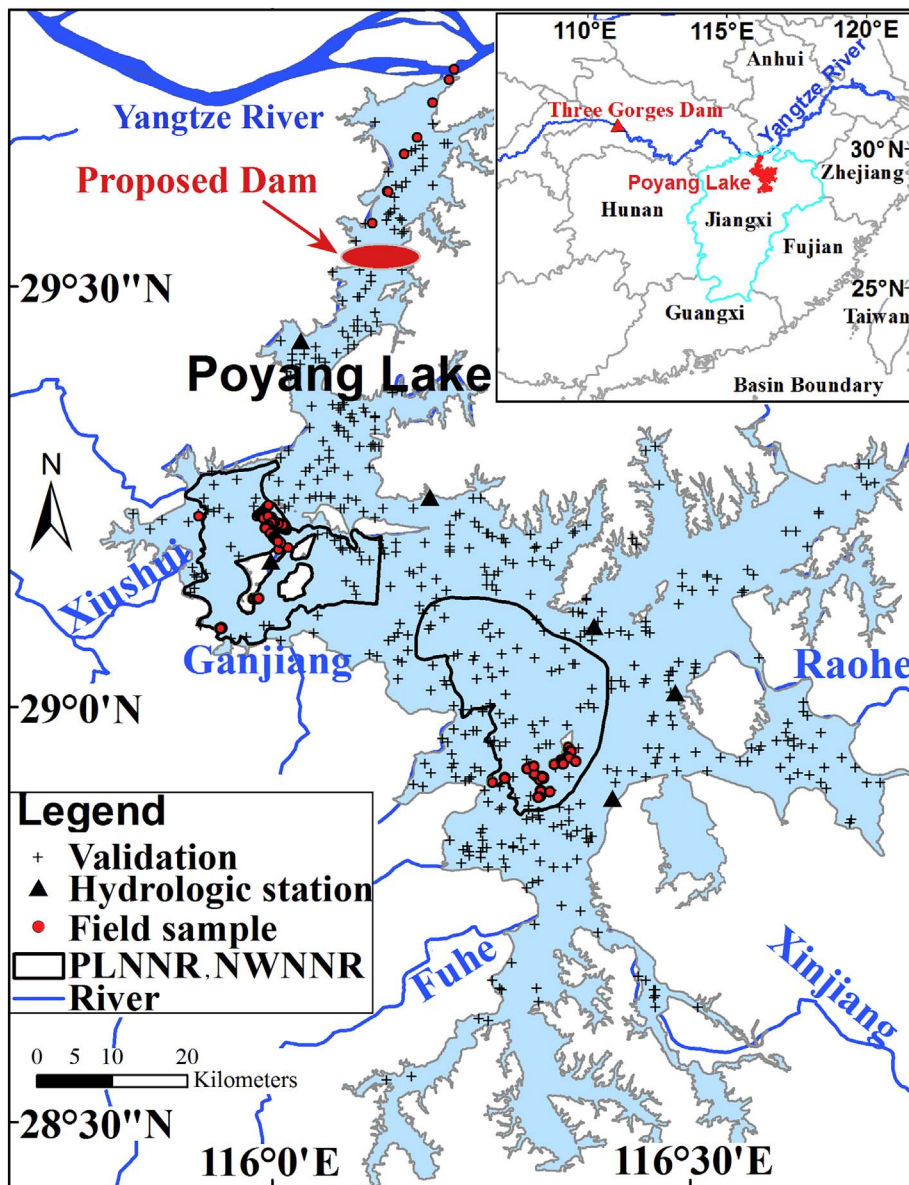 110°E
115°E
120°E
Anhui
Yangtze River
Three Gorges Dam
30°N
Zhejiang
Poyang Lake
Hunan
Jiangxi
Fujian
25°N
Guangxi
Taiwan
Basin Boundary
Yangtze River
Proposed Dam
29°30"N
Poyang Lake
N
Xiushui
Ganjiang
Raohe
29°0'N
Legend
Validation
Hydrologic station
Field sample
PLNNR, NWNNR
River
Fuhe
Xinjiang
0 5 10 20
Kilometers
28°30"N
116°0'E
116°30'E